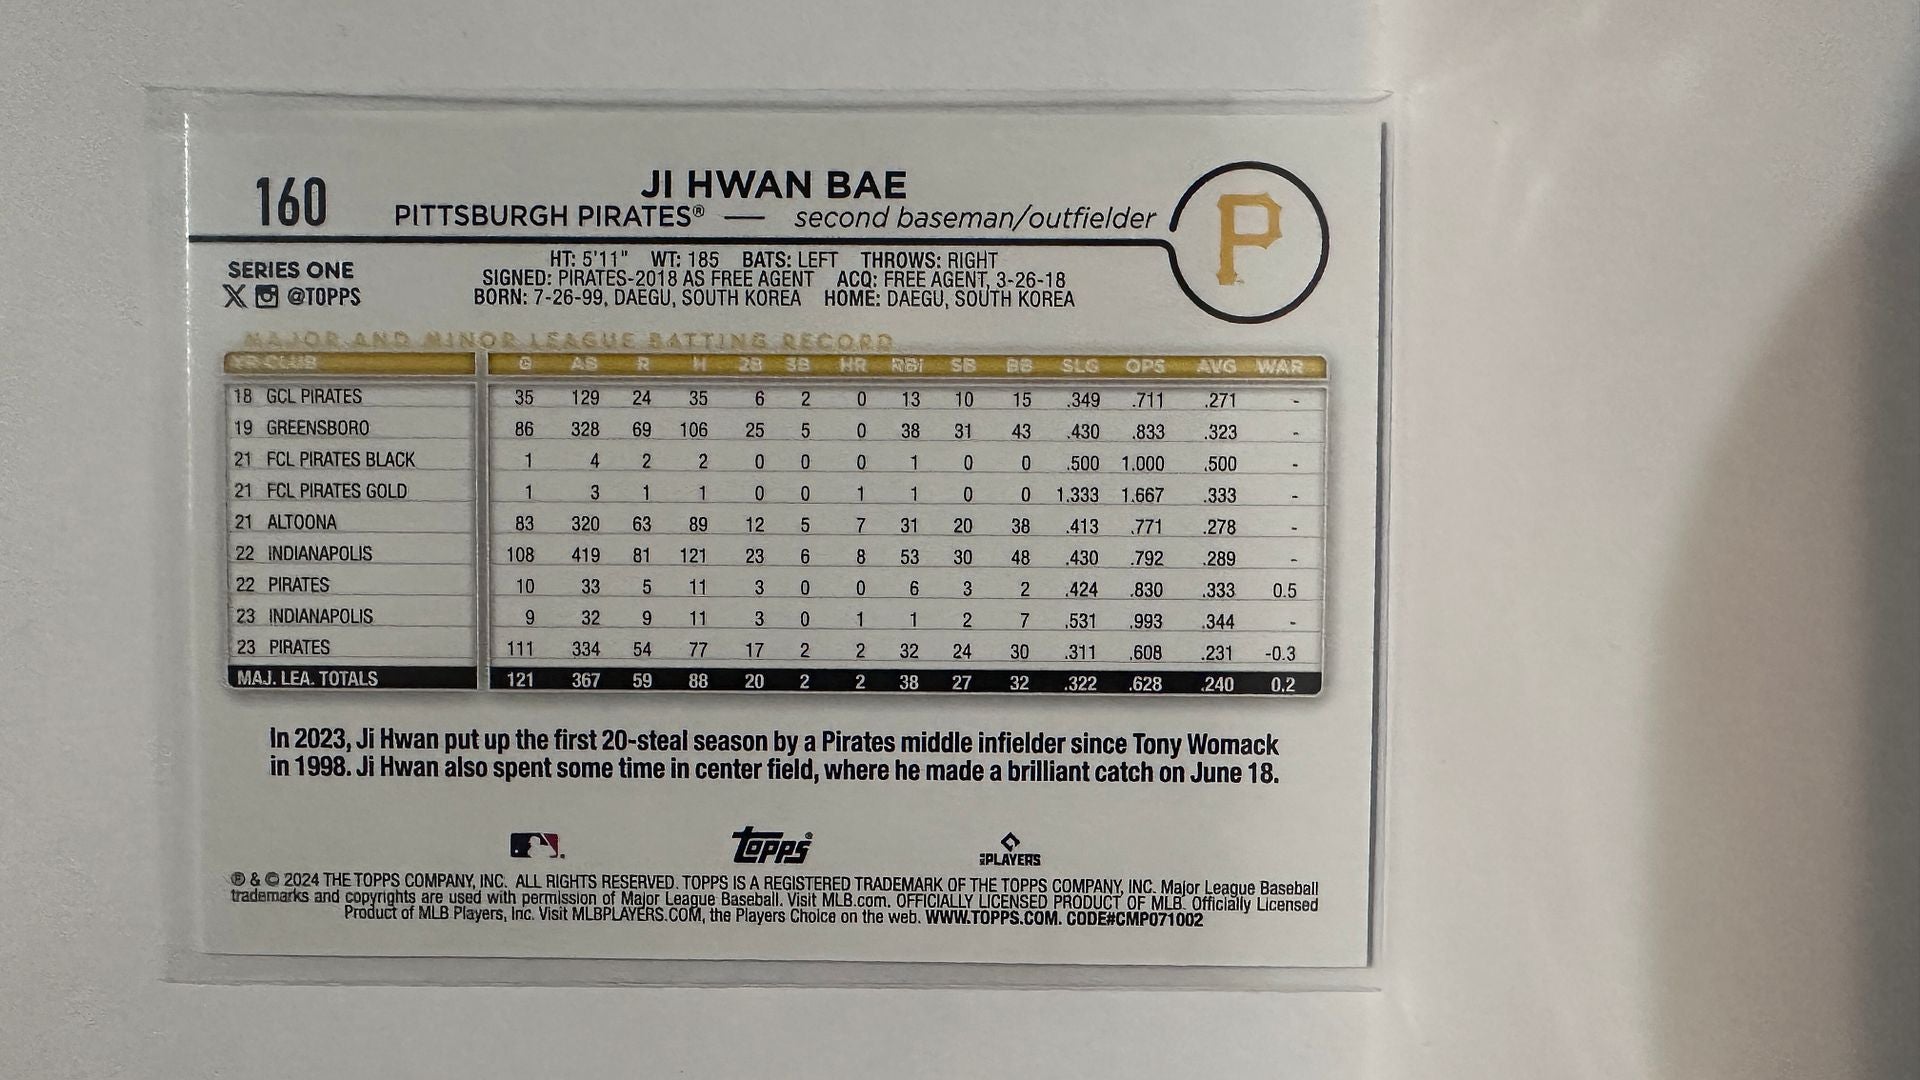 160
JI HWAN BAE
PITTSBURGH PIRATES® — second baseman/outfielder
P
SERIES ONE
X @TOPPS
HT: 5'11" WT: 185 BATS: LEFT THROWS: RIGHT
SIGNED: PIRATES-2018 AS FREE AGENT ACQ: FREE AGENT, 3-26-18
BORN: 7-26-99, DAEGU, SOUTH KOREA HOME: DAEGU, SOUTH KOREA
MAJOR AND MINOR LEAGUE BATTING RECORD
YR CLUB G AB R H 2B 3B HR RBI SB BB SLG OPS AVG WAR
18 GCL PIRATES 35 129 24 35 6 2 0 13 10 15 .349 .711 .271 -
19 GREENSBORO 86 328 69 106 25 5 0 38 31 43 .430 .833 .323 -
21 FCL PIRATES BLACK 1 4 2 2 0 0 0 1 0 0 .500 1.000 .500 -
21 FCL PIRATES GOLD 1 3 1 1 0 0 1 1 0 0 1.333 1.667 .333 -
21 ALTOONA 83 320 63 89 12 5 7 31 20 38 .413 .771 .278 -
22 INDIANAPOLIS 108 419 81 121 23 6 8 53 30 48 .430 .792 .289 -
22 PIRATES 10 33 5 11 3 0 0 6 3 2 .424 .830 .333 0.5
23 INDIANAPOLIS 9 32 9 11 3 0 1 1 2 7 .531 .993 .344 -
23 PIRATES 111 334 54 77 17 2 2 32 24 30 .311 .608 .231 -0.3
MAJ. LEA. TOTALS 121 367 59 88 20 2 2 38 27 32 .322 .628 .240 0.2
In 2023, Ji Hwan put up the first 20-steal season by a Pirates middle infielder since Tony Womack
in 1998. Ji Hwan also spent some time in center field, where he made a brilliant catch on June 18.
topps®
MLB PLAYERS
℗ & © 2024 THE TOPPS COMPANY, INC. ALL RIGHTS RESERVED. TOPPS IS A REGISTERED TRADEMARK OF THE TOPPS COMPANY, INC. Major League Baseball
trademarks and copyrights are used with permission of Major League Baseball. Visit MLB.com. OFFICIALLY LICENSED PRODUCT OF MLB. Officially Licensed
Product of MLB Players, Inc. Visit MLBPLAYERS.COM, the Players Choice on the web. WWW.TOPPS.COM. CODE#CMP071002